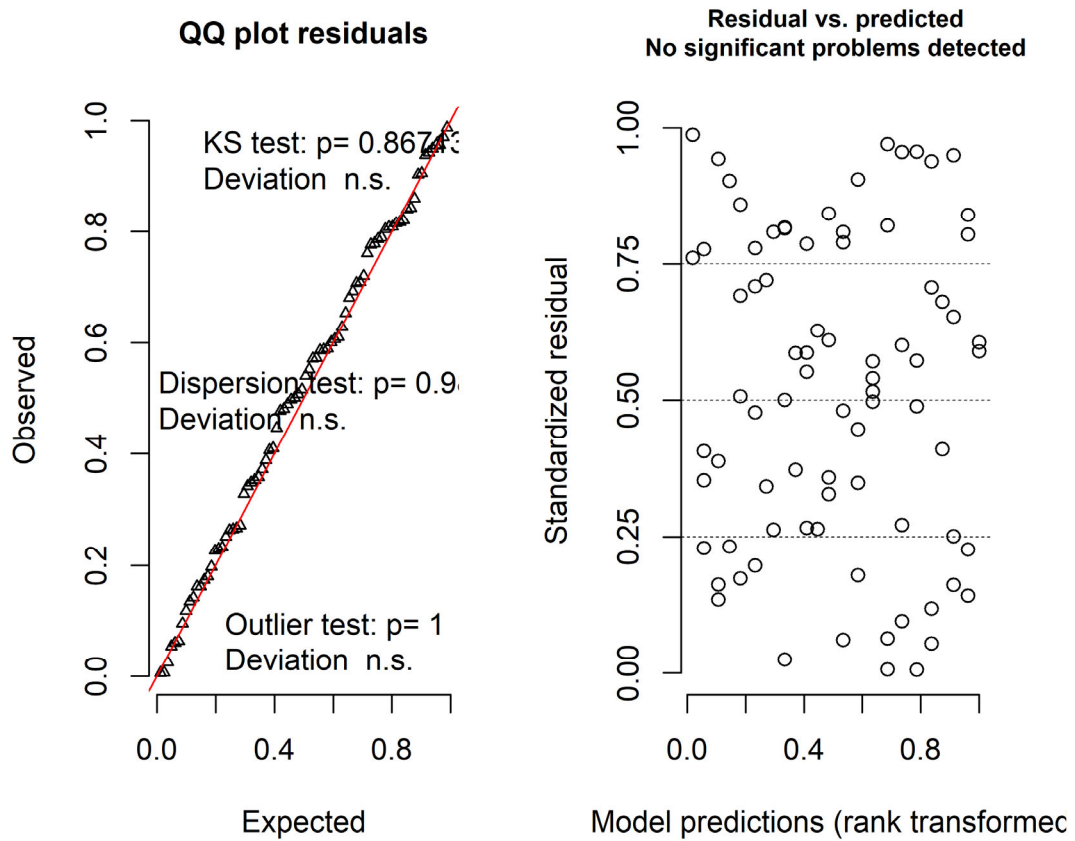 QQ plot residuals
KS test: p= 0.867
Deviation n.s.
Dispersion test: p= 0.9
Deviation n.s.
Outlier test: p= 1
Deviation n.s.
Observed
0.0
0.2
0.4
0.6
0.8
1.0
0.0 0.4 0.8
Expected
Residual vs. predicted
No significant problems detected
Standardized residual
0.00
0.25
0.50
0.75
1.00
0.0 0.4 0.8
Model predictions (rank transformed